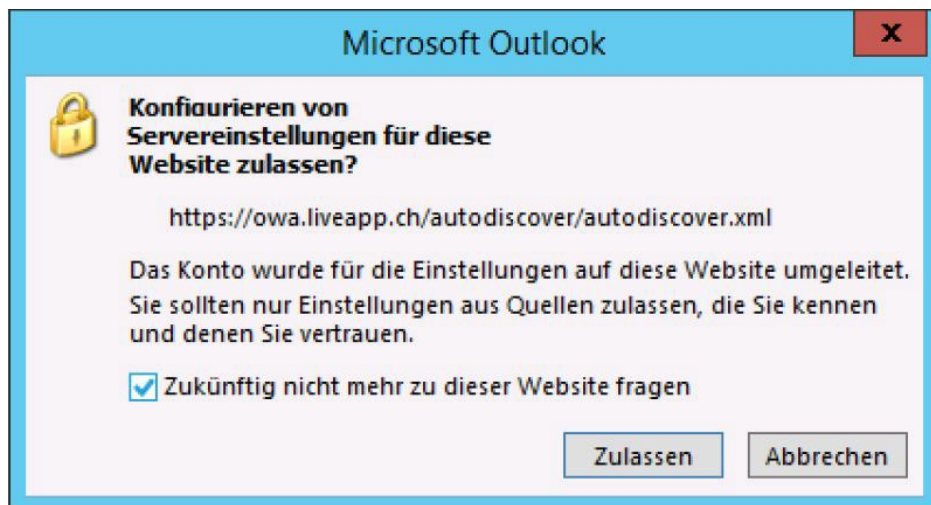 Microsoft Outlook
x
Konfigurieren von
Servereinstellungen für diese
Website zulassen?
https://owa.liveapp.ch/autodiscover/autodiscover.xml
Das Konto wurde für die Einstellungen auf diese Website umgeleitet.
Sie sollten nur Einstellungen aus Quellen zulassen, die Sie kennen
und denen Sie vertrauen.
Zukünftig nicht mehr zu dieser Website fragen
Zulassen Abbrechen